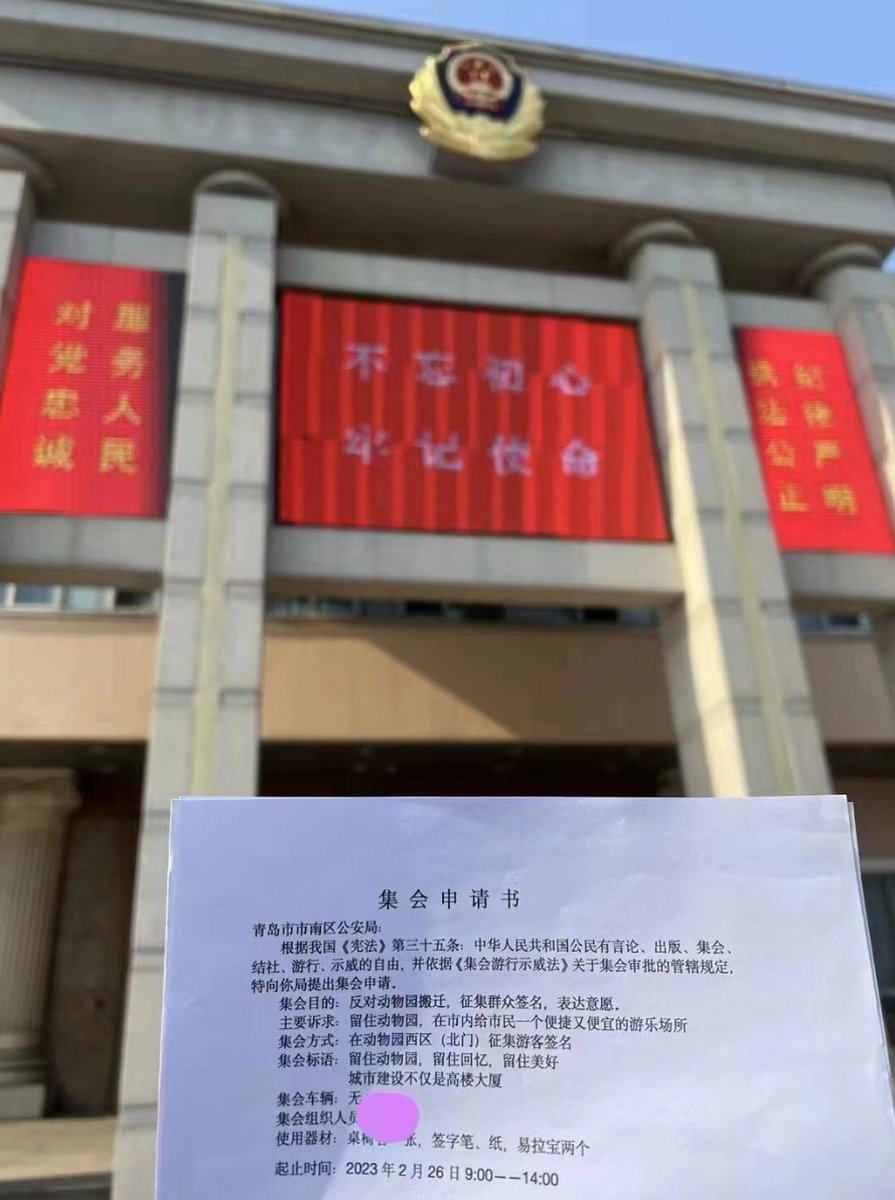 对党忠诚
服务人民
不忘初心
牢记使命
执法公正
纪律严明
集会申请书
青岛市市南区公安局:
根据我国《宪法》第三十五条：中华人民共和国公民有言论、出版、集会、
结社、游行、示威的自由，并依据《集会游行示威法》关于集会审批的管辖规定，
特向你局提出集会申请。
集会目的：反对动物园搬迁，征集群众签名，表达意愿。
主要诉求：留住动物园，在市内给市民一个便捷又便宜的游乐场所
集会方式：在动物园西区（北门）征集游客签名
集会标语：留住动物园，留住回忆，留住美好
城市建设不仅是高楼大厦
集会车辆：无
集会组织人员
使用器材：桌椅各 张，签字笔、纸，易拉宝两个
起止时间：2023年2月26日9:00——14:00